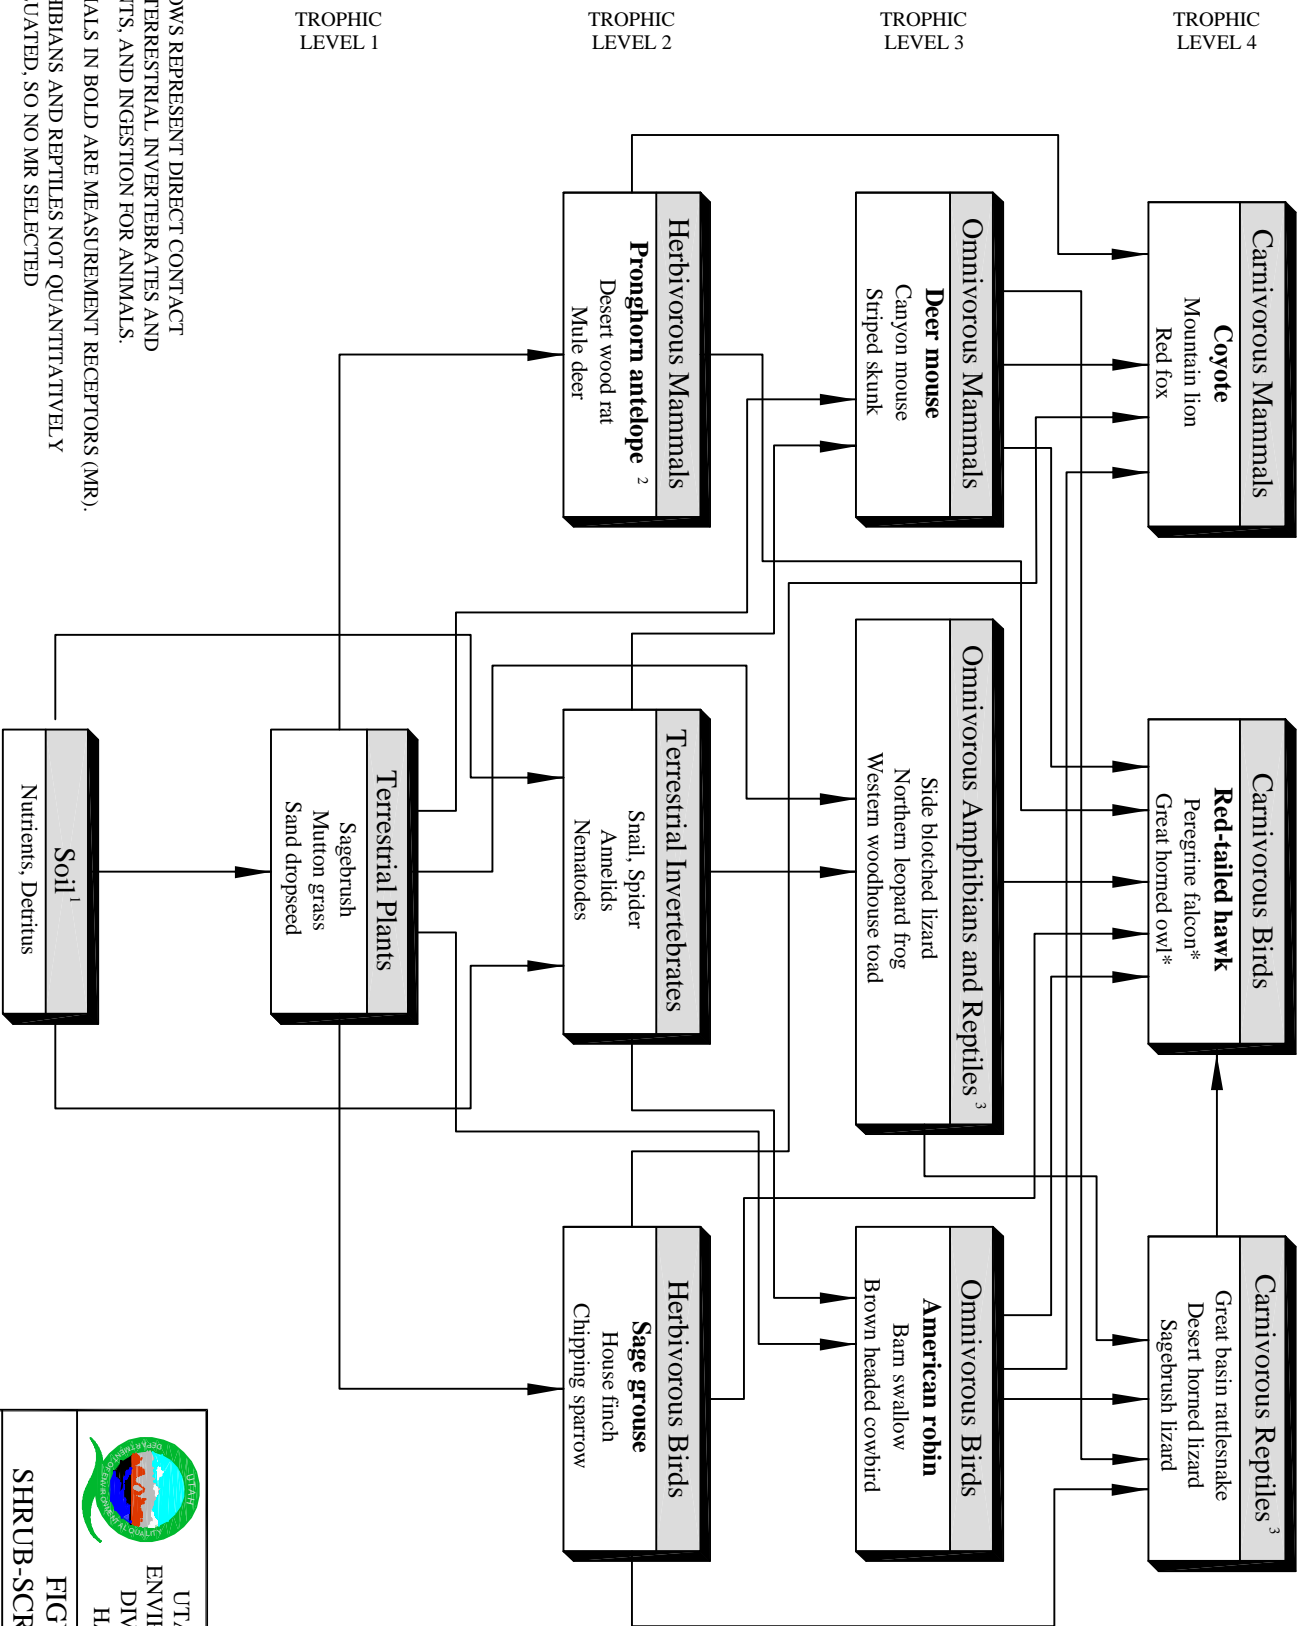 TROPHIC
LEVEL 1
TROPHIC
LEVEL 2
TROPHIC
LEVEL 3
TROPHIC
LEVEL 4
Carnivorous Mammals
Coyote
Mountain lion
Red fox
Carnivorous Birds
Red-tailed hawk
Peregrine falcon*
Great horned owl*
Carnivorous Reptiles 3
Great basin rattlesnake
Desert horned lizard
Sagebrush lizard
Omnivorous Mammals
Deer mouse
Canyon mouse
Striped skunk
Omnivorous Amphibians and Reptiles 3
Side blotched lizard
Northern leopard frog
Western woodhouse toad
Omnivorous Birds
American robin
Barn swallow
Brown headed cowbird
Herbivorous Mammals
Pronghorn antelope 2
Desert wood rat
Mule deer
Terrestrial Invertebrates
Snail, Spider
Annelids
Nematodes
Herbivorous Birds
Sage grouse
House finch
Chipping sparrow
Terrestrial Plants
Sagebrush
Mutton grass
Sand dropseed
Soil1
Nutrients, Detritus
REPRESENT DIRECT CONTACT
TERRESTRIAL INVERTEBRATES AND
AND INGESTION FOR ANIMALS.
IN BOLD ARE MEASUREMENT RECEPTORS (MR).
AND REPTILES NOT QUANTITATIVELY
SO NO MR SELECTED
UTAH
DEPARTMENT OF ENVIRONMENTAL QUALITY